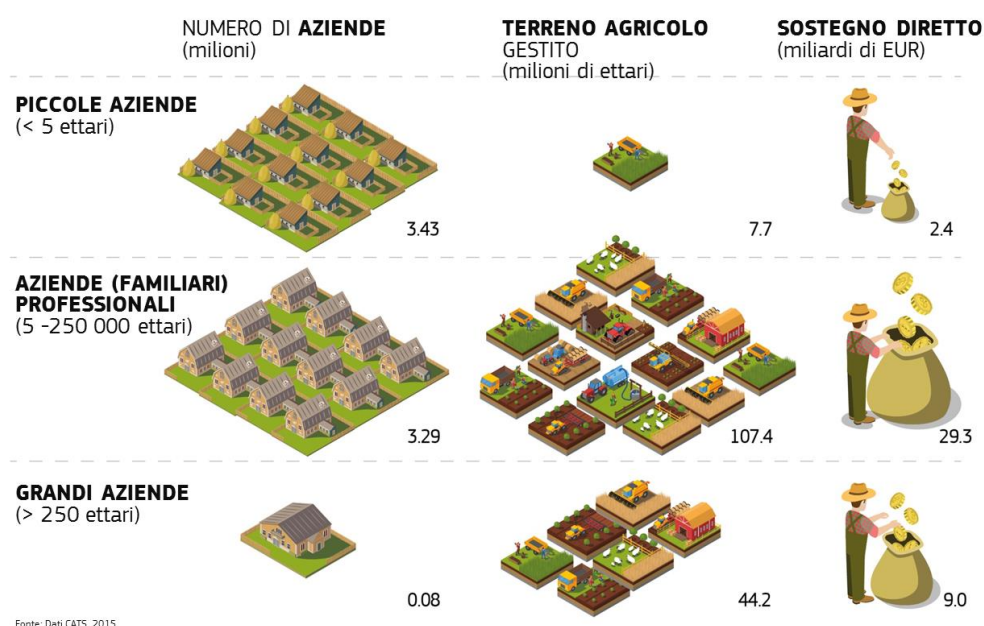 NUMERO DI AZIENDE
(milioni)
TERRENO AGRICOLO
GESTITO
(milioni di ettari)
SOSTEGNO DIRETTO
(miliardi di EUR)
PICCOLE AZIENDE
(< 5 ettari)
3.43
7.7
2.4
AZIENDE (FAMILIARI)
PROFESSIONALI
(5 -250 000 ettari)
3.29
107.4
29.3
GRANDI AZIENDE
(> 250 ettari)
0.08
44.2
9.0
Fonte: Dati CATS, 2015